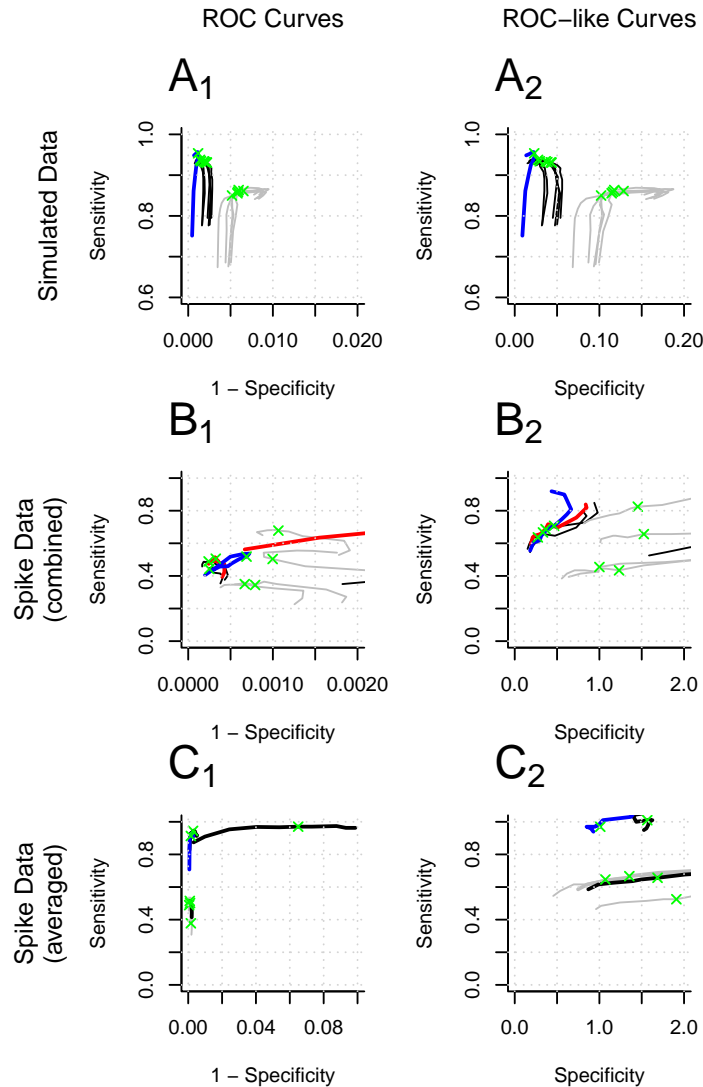 ROC Curves
ROC−like Curves
A1
A2
Simulated Data
Sensitivity
0.6 0.8 1.0
0.000 0.010 0.020
1 − Specificity
Sensitivity
0.6 0.8 1.0
0.00 0.10 0.20
Specificity
B1
B2
Spike Data
(combined)
Sensitivity
0.0 0.4 0.8
0.0000 0.0010 0.0020
1 − Specificity
Sensitivity
0.0 0.4 0.8
0.0 1.0 2.0
Specificity
C1
C2
Spike Data
(averaged)
Sensitivity
0.0 0.4 0.8
0.00 0.04 0.08
1 − Specificity
Sensitivity
0.0 0.4 0.8
0.0 1.0 2.0
Specificity